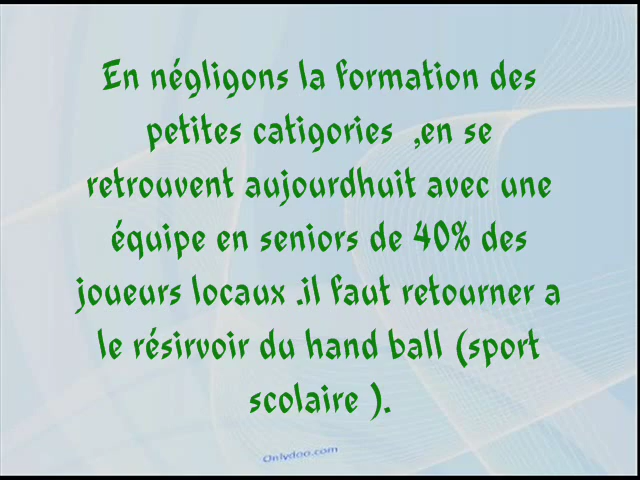 En négligons la formation des
petites catigories ,en se
retrouvent aujourdhuit avec une
équipe en seniors de 40% des
joueurs locaux .il faut retourner a
le résirvoir du hand ball (sport
scolaire ).
Onlydoo.com